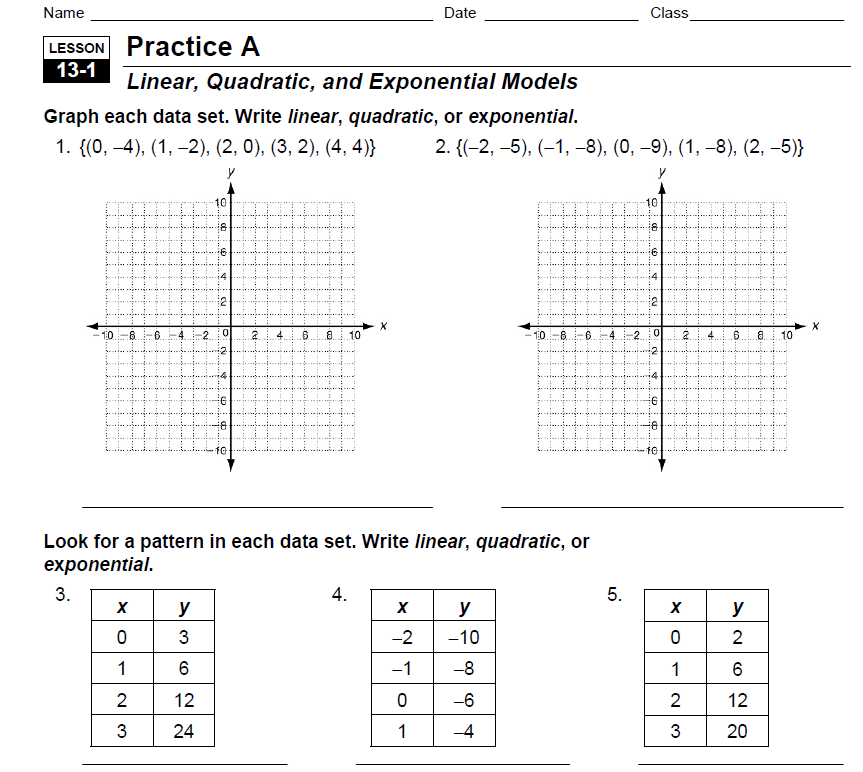 Name Date Class
LESSON
13-1
Practice A
Linear, Quadratic, and Exponential Models
Graph each data set. Write linear, quadratic, or exponential.
1. {(0, –4), (1, –2), (2, 0), (3, 2), (4, 4)} 2. {(–2, –5), (–1, –8), (0, –9), (1, –8), (2, –5)}
y y
10 10
8 8
6 6
4 4
2 2
x x
–10 –8 –6 –4 –2 0 2 4 6 8 10 –10 –8 –6 –4 –2 0 2 4 6 8 10
–2 –2
–4 –4
–6 –6
–8 –8
–10 –10
Look for a pattern in each data set. Write linear, quadratic, or
exponential.
3. 4. 5.
x y x y x y
0 3 –2 –10 0 2
1 6 –1 –8 1 6
2 12 0 –6 2 12
3 24 1 –4 3 20